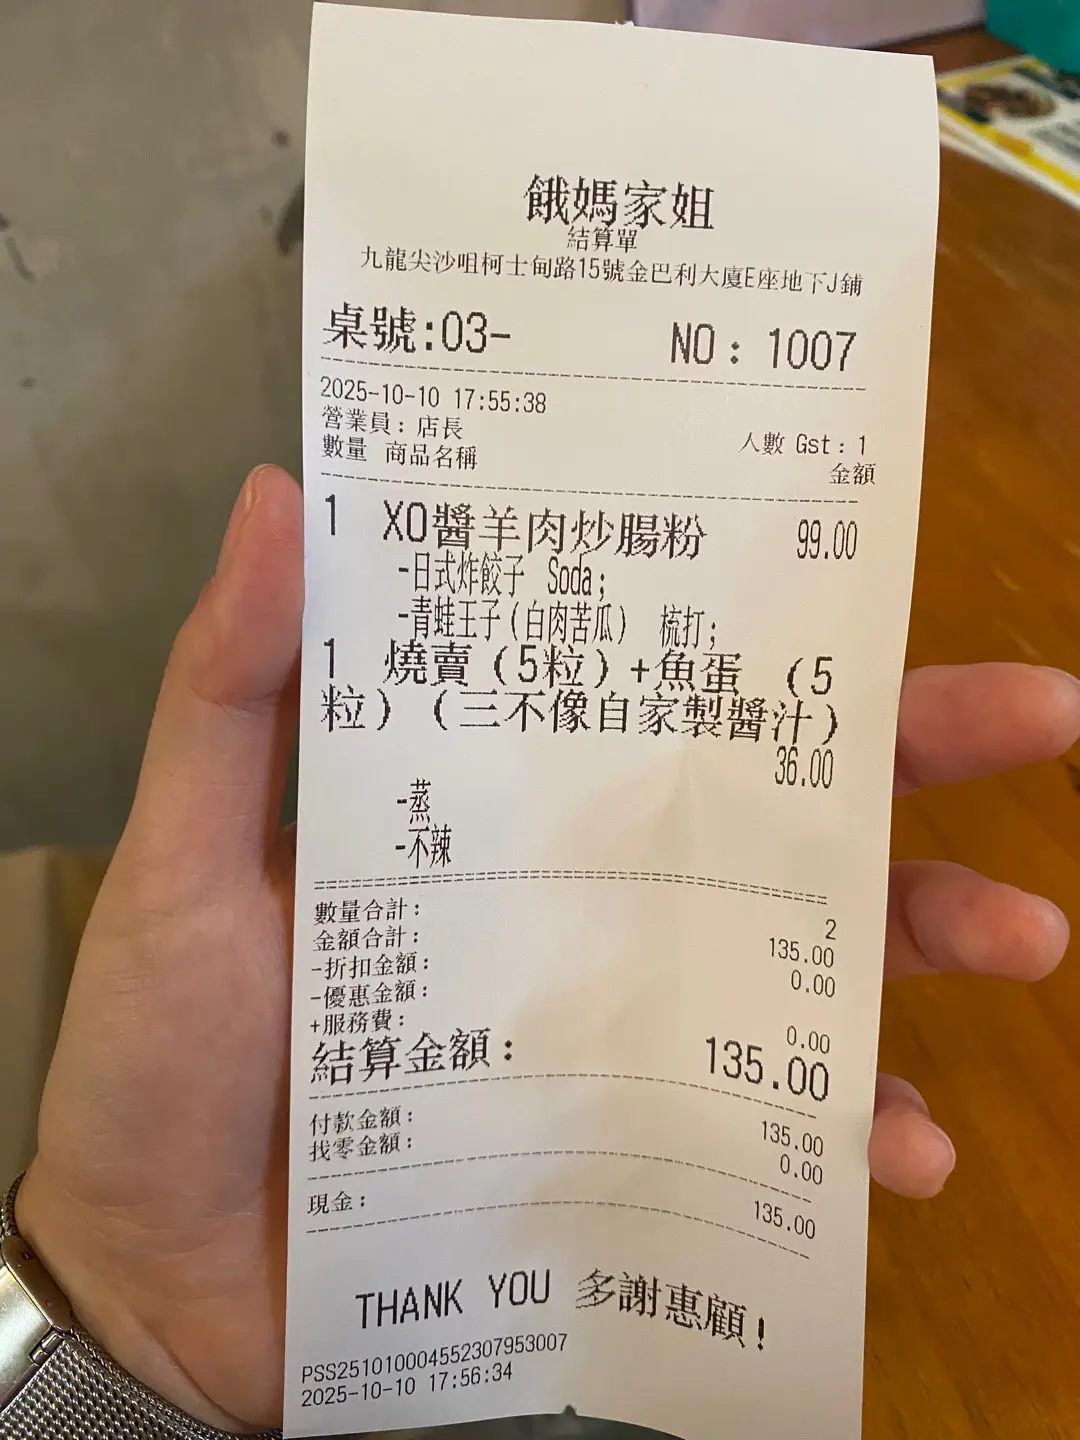 餓媽家姐
結算單
九龍尖沙咀柯士甸路15號金巴利大廈E座地下J鋪
桌號:03-  NO: 1007
2025-10-10 17:55:38
營業員: 店長  人數 Gst: 1
數量 商品名稱  金額
1 XO醬羊肉炒腸粉 99.00
-日式炸餃子 Soda;
-青蛙王子(白肉苦瓜) 梳打;
1 燒賣(5粒)+魚蛋 (5
粒)(三不像自家製醬汁)
36.00
-蒸
-不辣
數量合計: 2
金額合計: 135.00
-折扣金額: 0.00
-優惠金額:
+服務費: 0.00
結算金額: 135.00
付款金額: 135.00
找零金額: 0.00
現金: 135.00
THANK YOU 多謝惠顧!
PSS2510100045523079530​07
2025-10-10 17:56:34